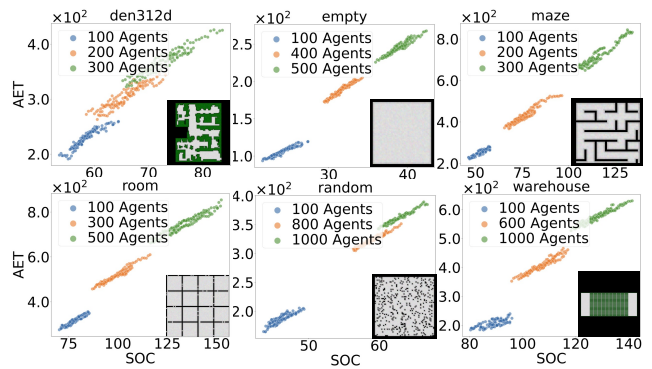 den312d
×10²
4.0
3.0
2.0
AET
100 Agents
200 Agents
300 Agents
60
70
80
empty
×10²
2.5
2.0
1.5
1.0
100 Agents
400 Agents
500 Agents
30
40
maze
×10²
8.0
6.0
4.0
2.0
100 Agents
200 Agents
300 Agents
50
75
100
125
room
×10²
8.0
6.0
4.0
AET
100 Agents
300 Agents
500 Agents
75
100
125
150
SOC
random
×10²
4.0
3.5
3.0
2.5
2.0
100 Agents
800 Agents
1000 Agents
50
60
SOC
warehouse
×10²
6.0
5.0
4.0
3.0
2.0
100 Agents
600 Agents
1000 Agents
80
100
120
140
SOC